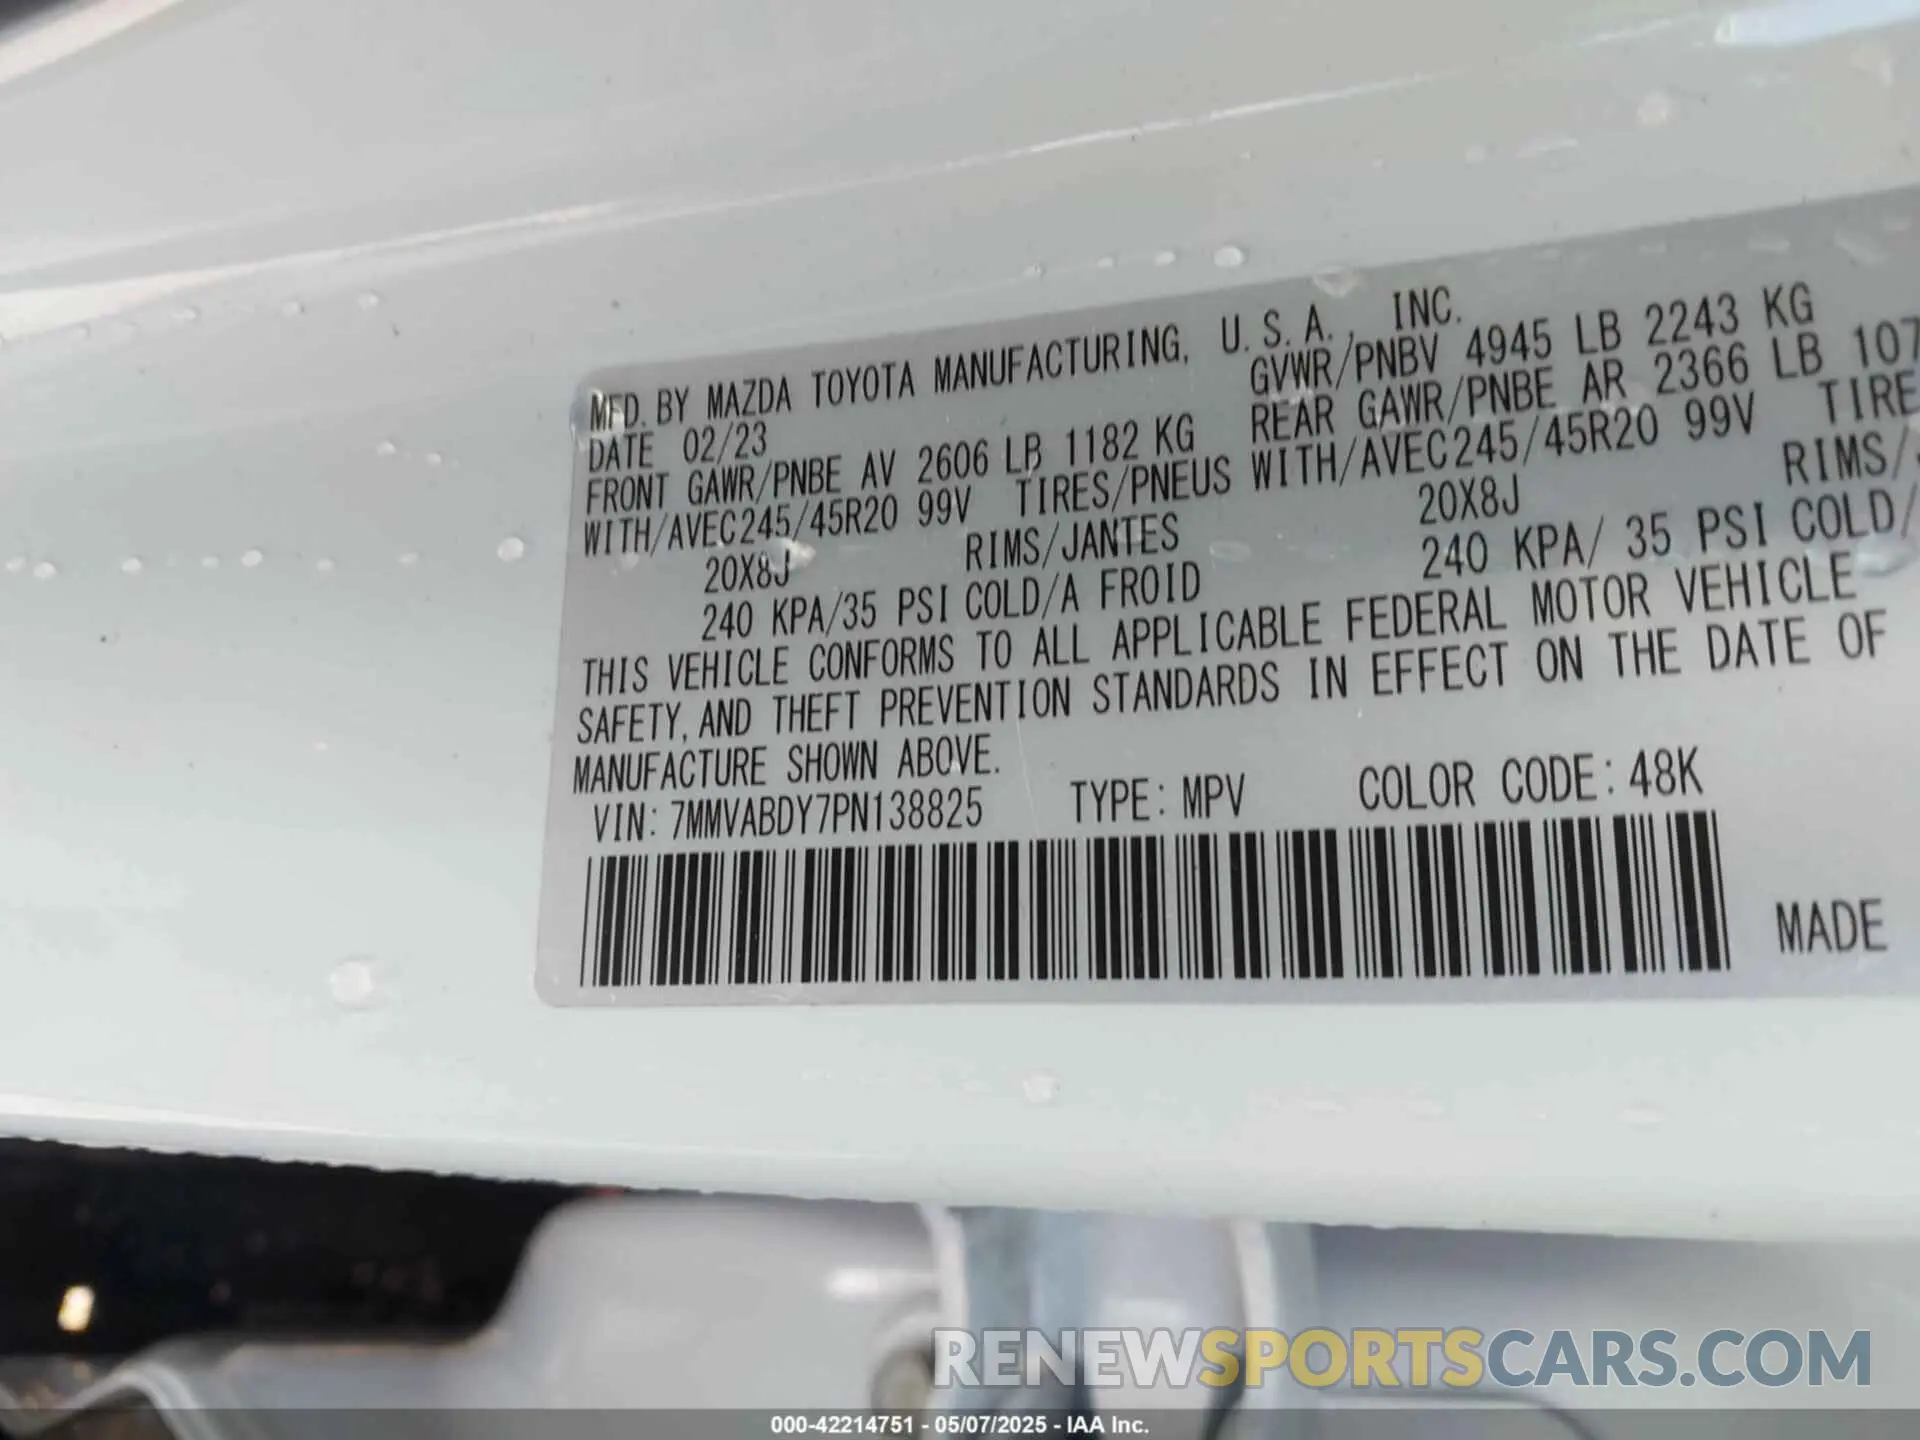 MFD. BY MAZDA TOYOTA MANUFACTURING, U.S.A., INC.
DATE 02/23 GVWR/PNBV 4945 LB 2243 KG
FRONT GAWR/PNBE AV 2606 LB 1182 KG REAR GAWR/PNBE AR 2366 LB 107
WITH/AVEC245/45R20 99V TIRES/PNEUS WITH/AVEC245/45R20 99V TIRE
20X8J RIMS/JANTES 20X8J RIMS/
240 KPA/35 PSI COLD/A FROID 240 KPA/ 35 PSI COLD/
THIS VEHICLE CONFORMS TO ALL APPLICABLE FEDERAL MOTOR VEHICLE
SAFETY, AND THEFT PREVENTION STANDARDS IN EFFECT ON THE DATE OF
MANUFACTURE SHOWN ABOVE.
VIN: 7MMVABDY7PN138825 TYPE: MPV COLOR CODE: 48K
MADE
RENEWSPORTSCARS.COM
000-42214751 - 05/07/2025 - IAA Inc.